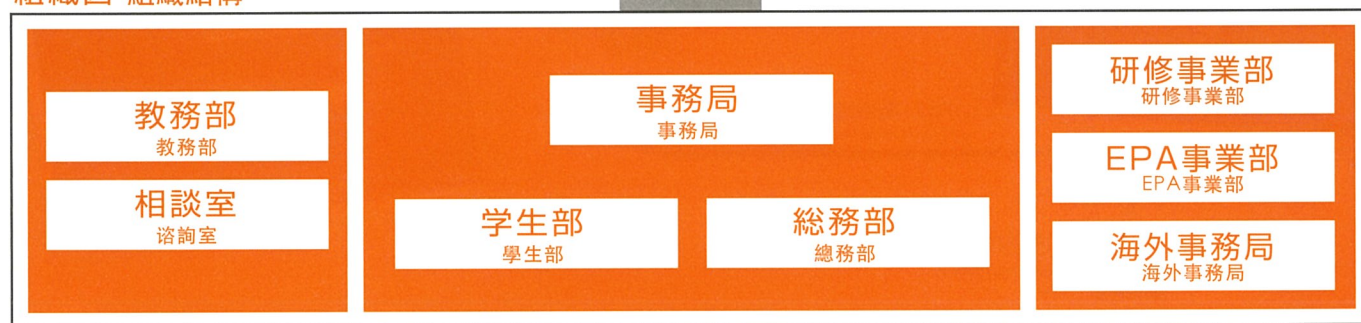 教務部
教務部
相談室
谘詢室
事務局
事務局
学生部
學生部
総務部
總務部
研修事業部
研修事業部
EPA事業部
EPA事業部
海外事務局
海外事務局